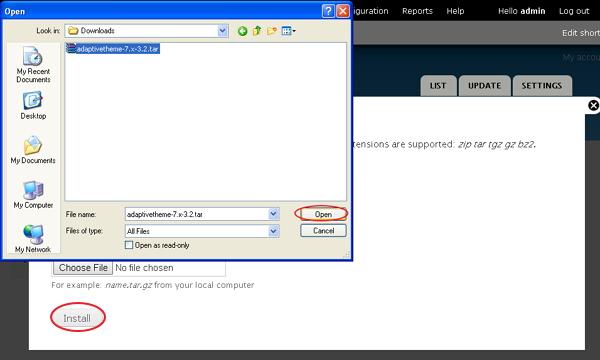 Open
Look in:
Downloads
My Recent
Documents
Desktop
My Documents
My Computer
My Network
adaptivetheme-7.x-3.2.tar
File name:
adaptivetheme-7.x-3.2.tar
Open
Files of type:
All Files
Cancel
Open as read-only
iguration Reports Help Hello admin Log out
Edit short
My accou
LIST UPDATE SETTINGS
tensions are supported: zip tar tgz gz bz2.
Choose File No file chosen
For example: name.tar.gz from your local computer
Install